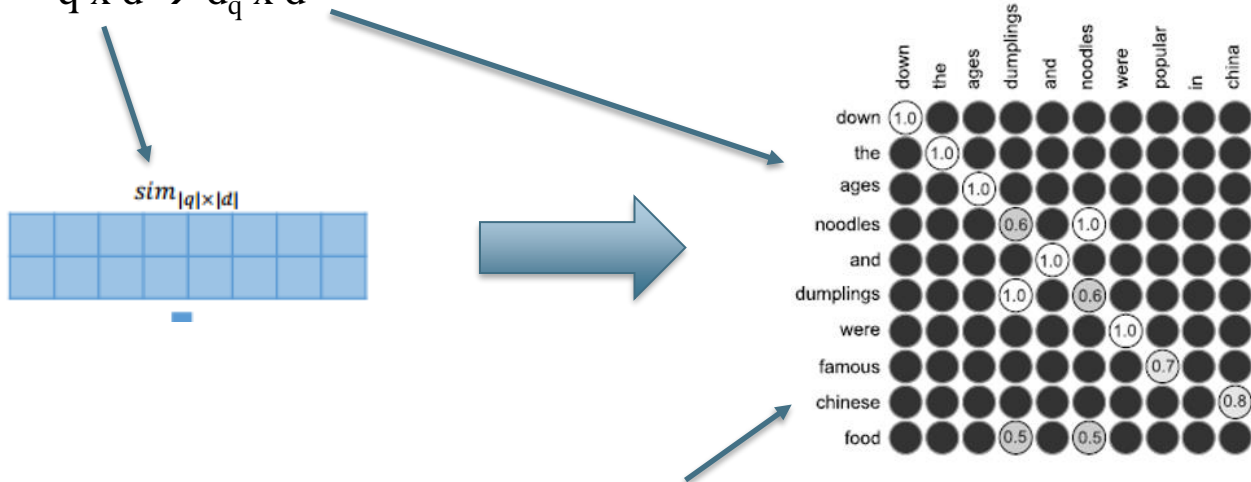 q x d → d_q x d
sim_{|q|×|d|}
down the ages dumplings and noodles were popular in china
down 1.0
the 1.0
ages 1.0
noodles 0.6 1.0
and 1.0
dumplings 1.0 0.6
were 1.0
famous 0.7
chinese 0.8
food 0.5 0.5